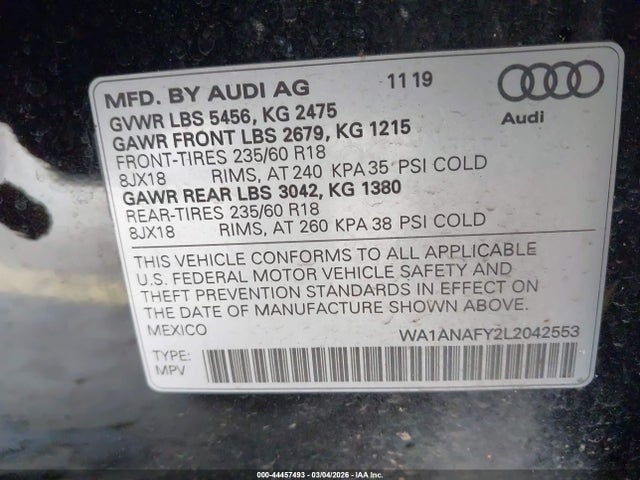 MFD. BY AUDI AG 11 19
GVWR LBS 5456, KG 2475
GAWR FRONT LBS 2679, KG 1215
FRONT-TIRES 235/60 R18
8JX18 RIMS, AT 240 KPA 35 PSI COLD
GAWR REAR LBS 3042, KG 1380
REAR-TIRES 235/60 R18
8JX18 RIMS, AT 260 KPA 38 PSI COLD
Audi
THIS VEHICLE CONFORMS TO ALL APPLICABLE
U.S. FEDERAL MOTOR VEHICLE SAFETY AND
THEFT PREVENTION STANDARDS IN EFFECT ON
THE DATE OF MANUFACTURE SHOWN ABOVE.
MEXICO WA1ANAFY2L2042553
TYPE:
MPV
000-44457493 - 03/04/2026 - IAA Inc.